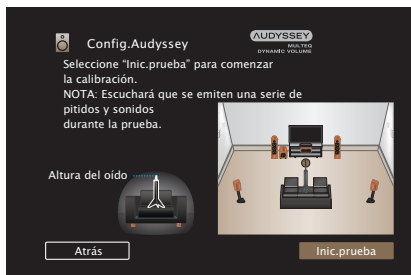 Config.Audyssey
AUDYSSEY
MULTEQ
DYNAMIC VOLUME
Seleccione “Inic.prueba” para comenzar
la calibración.
NOTA: Escuchará que se emiten una serie de
pitidos y sonidos
durante la prueba.
Altura del oído
Atrás
Inic.prueba